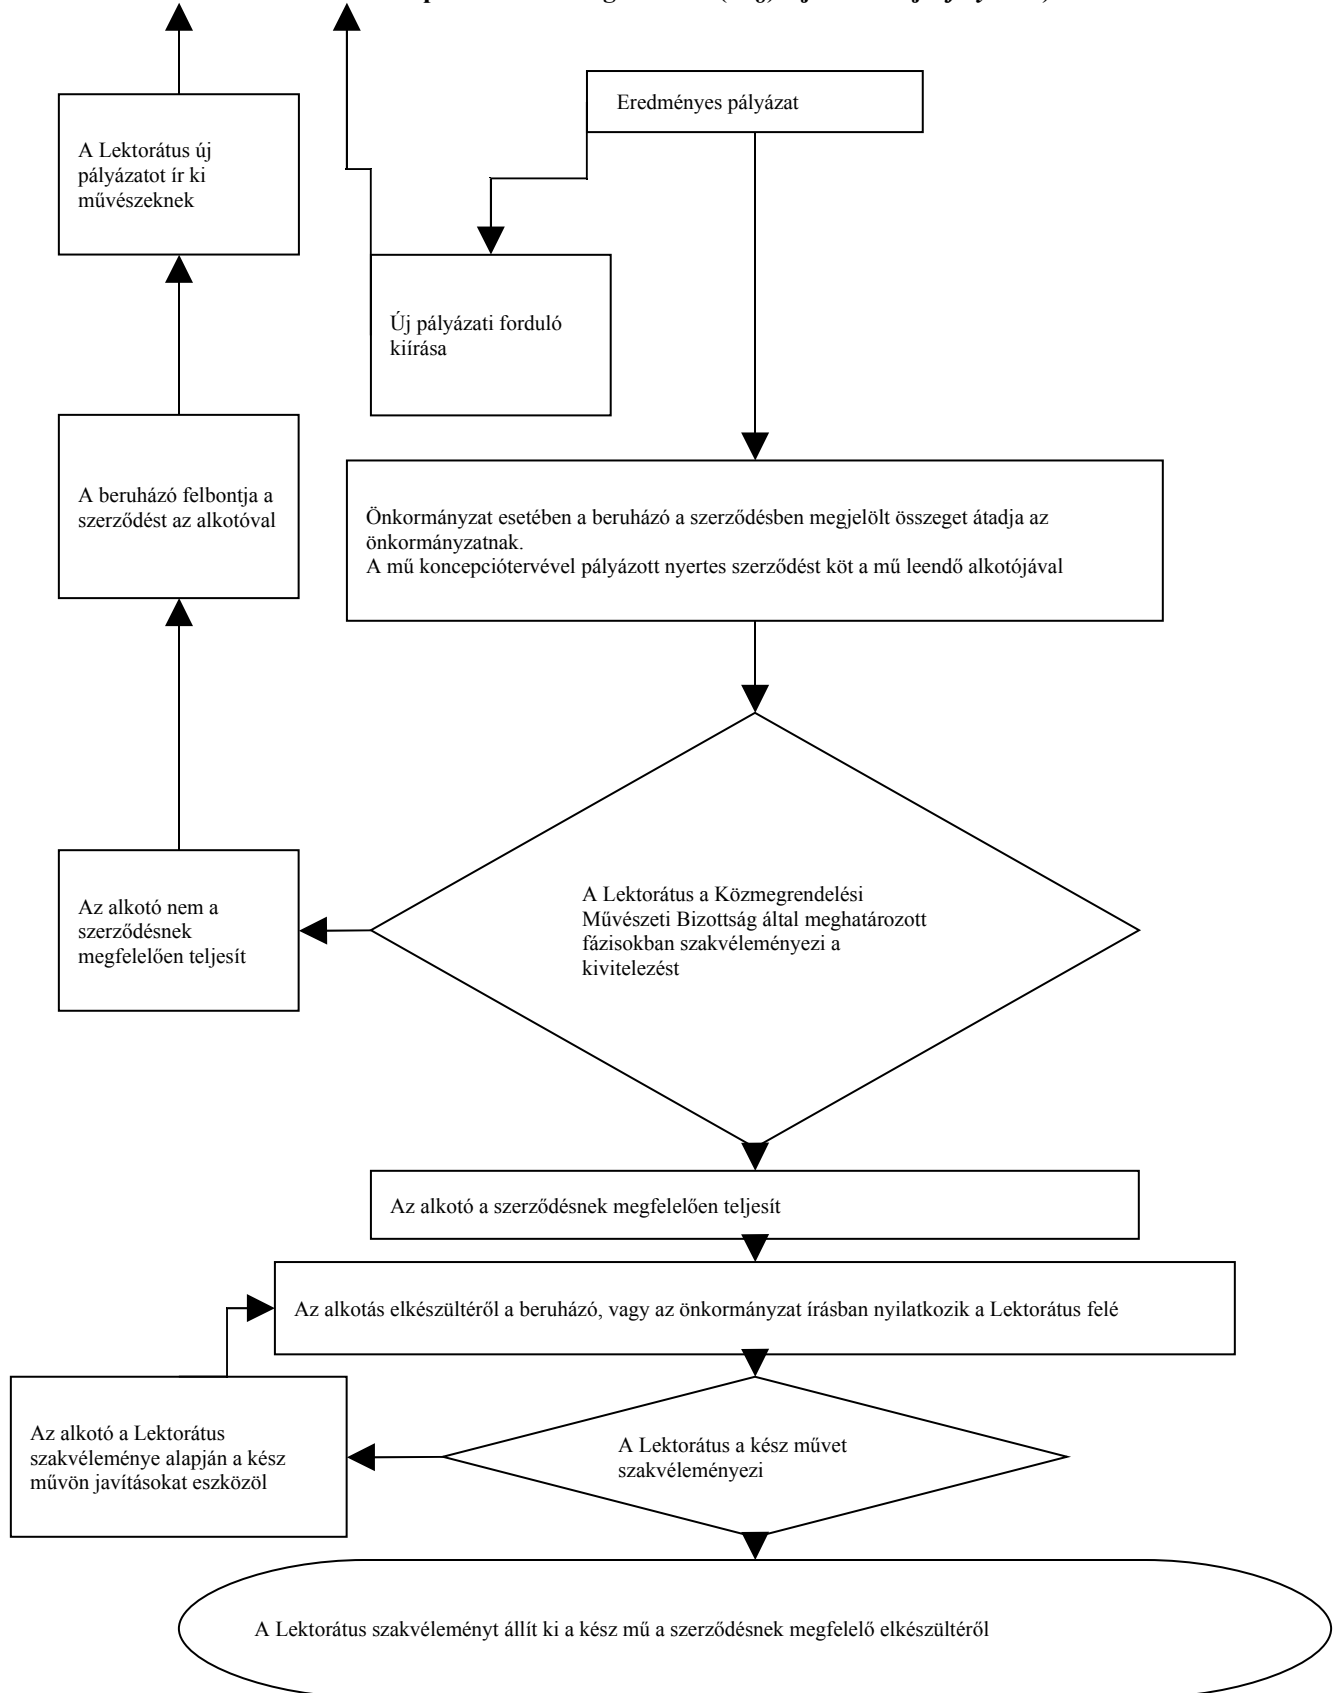 Eredményes pályázat
A Lektorátus új
pályázatot ír ki
művészeknek
Új pályázati forduló
kiírása
A beruházó felbontja a
szerződést az alkotóval
Önkormányzat esetében a beruházó a szerződésben megjelölt összeget átadja az
önkormányzatnak.
A mű koncepciótervével pályázott nyertes szerződést köt a mű leendő alkotójával
Az alkotó nem a
szerződésnek
megfelelően teljesít
A Lektorátus a Közmegrendelési
Művészeti Bizottság által meghatározott
fázisokban szakvéleményezi a
kivitelezést
Az alkotó a szerződésnek megfelelően teljesít
Az alkotás elkészültéről a beruházó, vagy az önkormányzat írásban nyilatkozik a Lektorátus felé
Az alkotó a Lektorátus
szakvéleménye alapján a kész
művön javításokat eszközöl
A Lektorátus a kész művet
szakvéleményezi
A Lektorátus szakvéleményt állít ki a kész mű a szerződésnek megfelelő elkészültéről